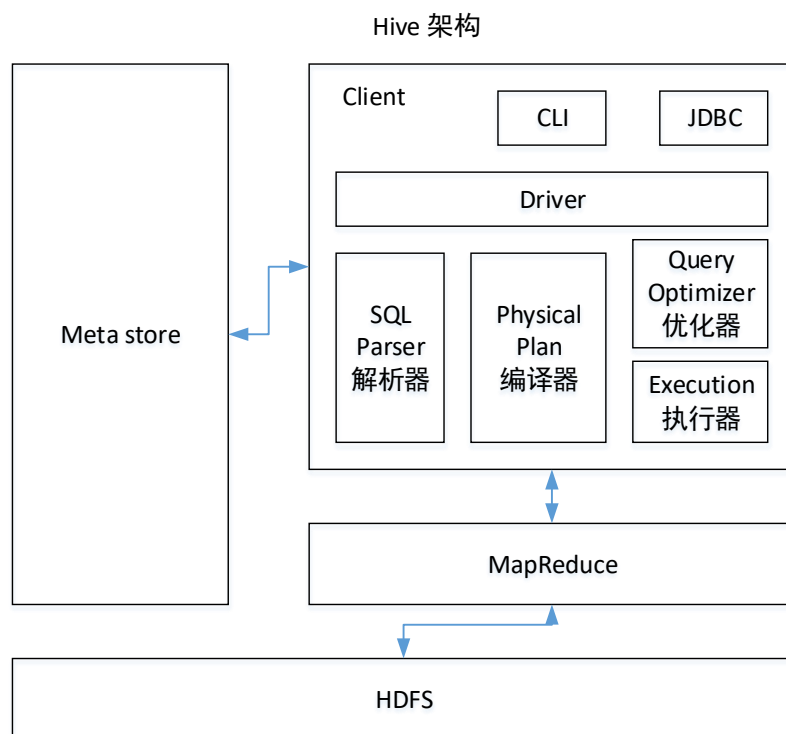 Hive 架构
Client
CLI
JDBC
Driver
Meta store
SQL
Parser
解析器
Physical
Plan
编译器
Query
Optimizer
优化器
Execution
执行器
MapReduce
HDFS